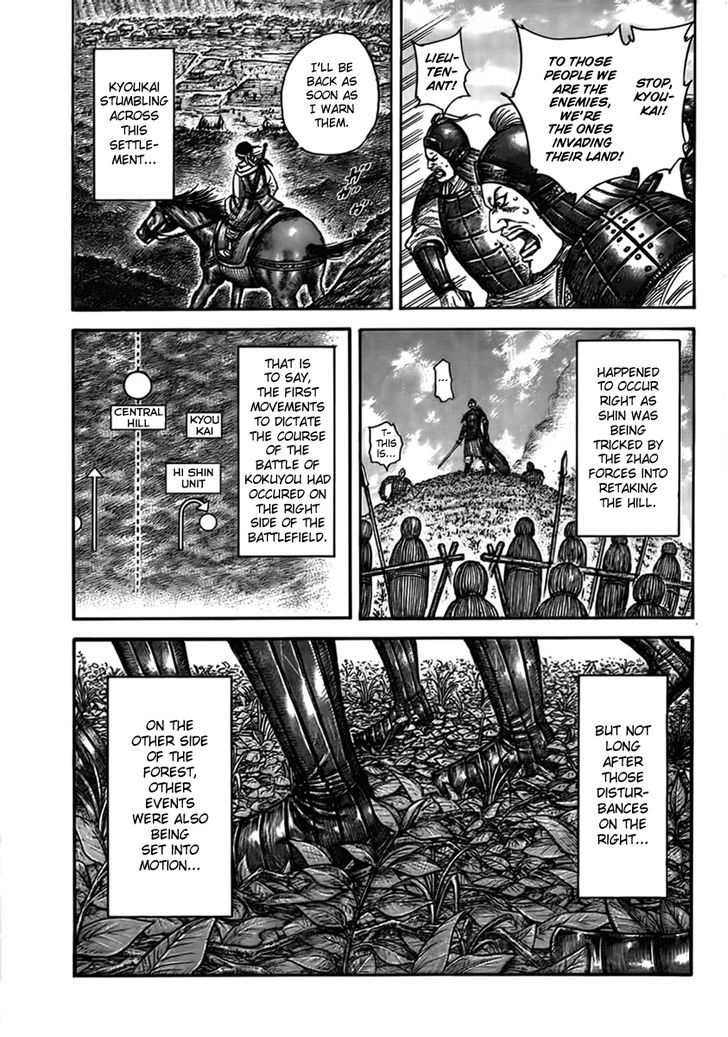 STOP,
KYOU-
KAI!
TO THOSE
PEOPLE WE
ARE THE
ENEMIES,
WE'RE
THE ONES
INVADING
THEIR LAND!
LIEU-
TEN-
ANT!
I'LL BE
BACK AS
SOON AS
I WARN
THEM.
KYOUKAI
STUMBLING
ACROSS
THIS
SETTLE-
MENT...
HAPPENED
TO OCCUR
RIGHT AS
SHIN WAS
BEING
TRICKED BY
THE ZHAO
FORCES INTO
RETAKING
THE HILL.
...
T-
THIS
IS...
THAT IS
TO SAY,
THE FIRST
MOVEMENTS
TO DICTATE
THE COURSE
OF THE
BATTLE OF
KOKUYOU HAD
OCCURED ON
THE RIGHT
SIDE OF THE
BATTLEFIELD.
CENTRAL
HILL
KYOU
KAI
HI SHIN
UNIT
BUT NOT
LONG
AFTER
THOSE
DISTUR-
BANCES
ON THE
RIGHT...
ON THE
OTHER SIDE
OF THE
FOREST,
OTHER
EVENTS
WERE ALSO
BEING
SET INTO
MOTION...